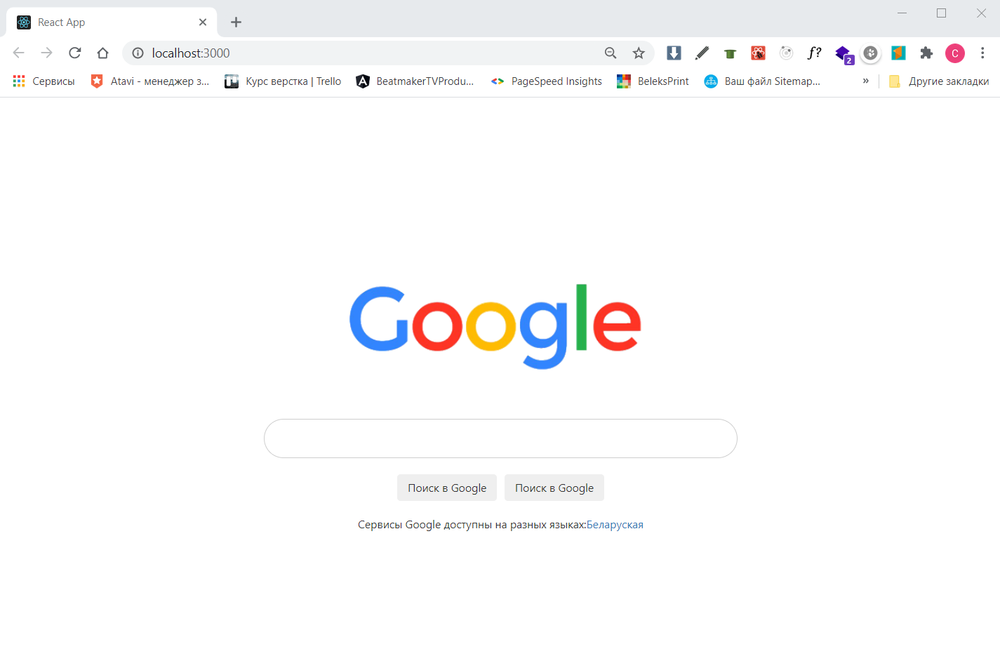 React App
localhost:3000
f?
2
C
Сервисы
Atavi - менеджер з...
Курс верстка | Trello
BeatmakerTVProdu...
PageSpeed Insights
BeleksPrint
Ваш файл Sitemap...
»
Другие закладки
Google
Поиск в Google
Поиск в Google
Сервисы Google доступны на разных языках:Беларуская